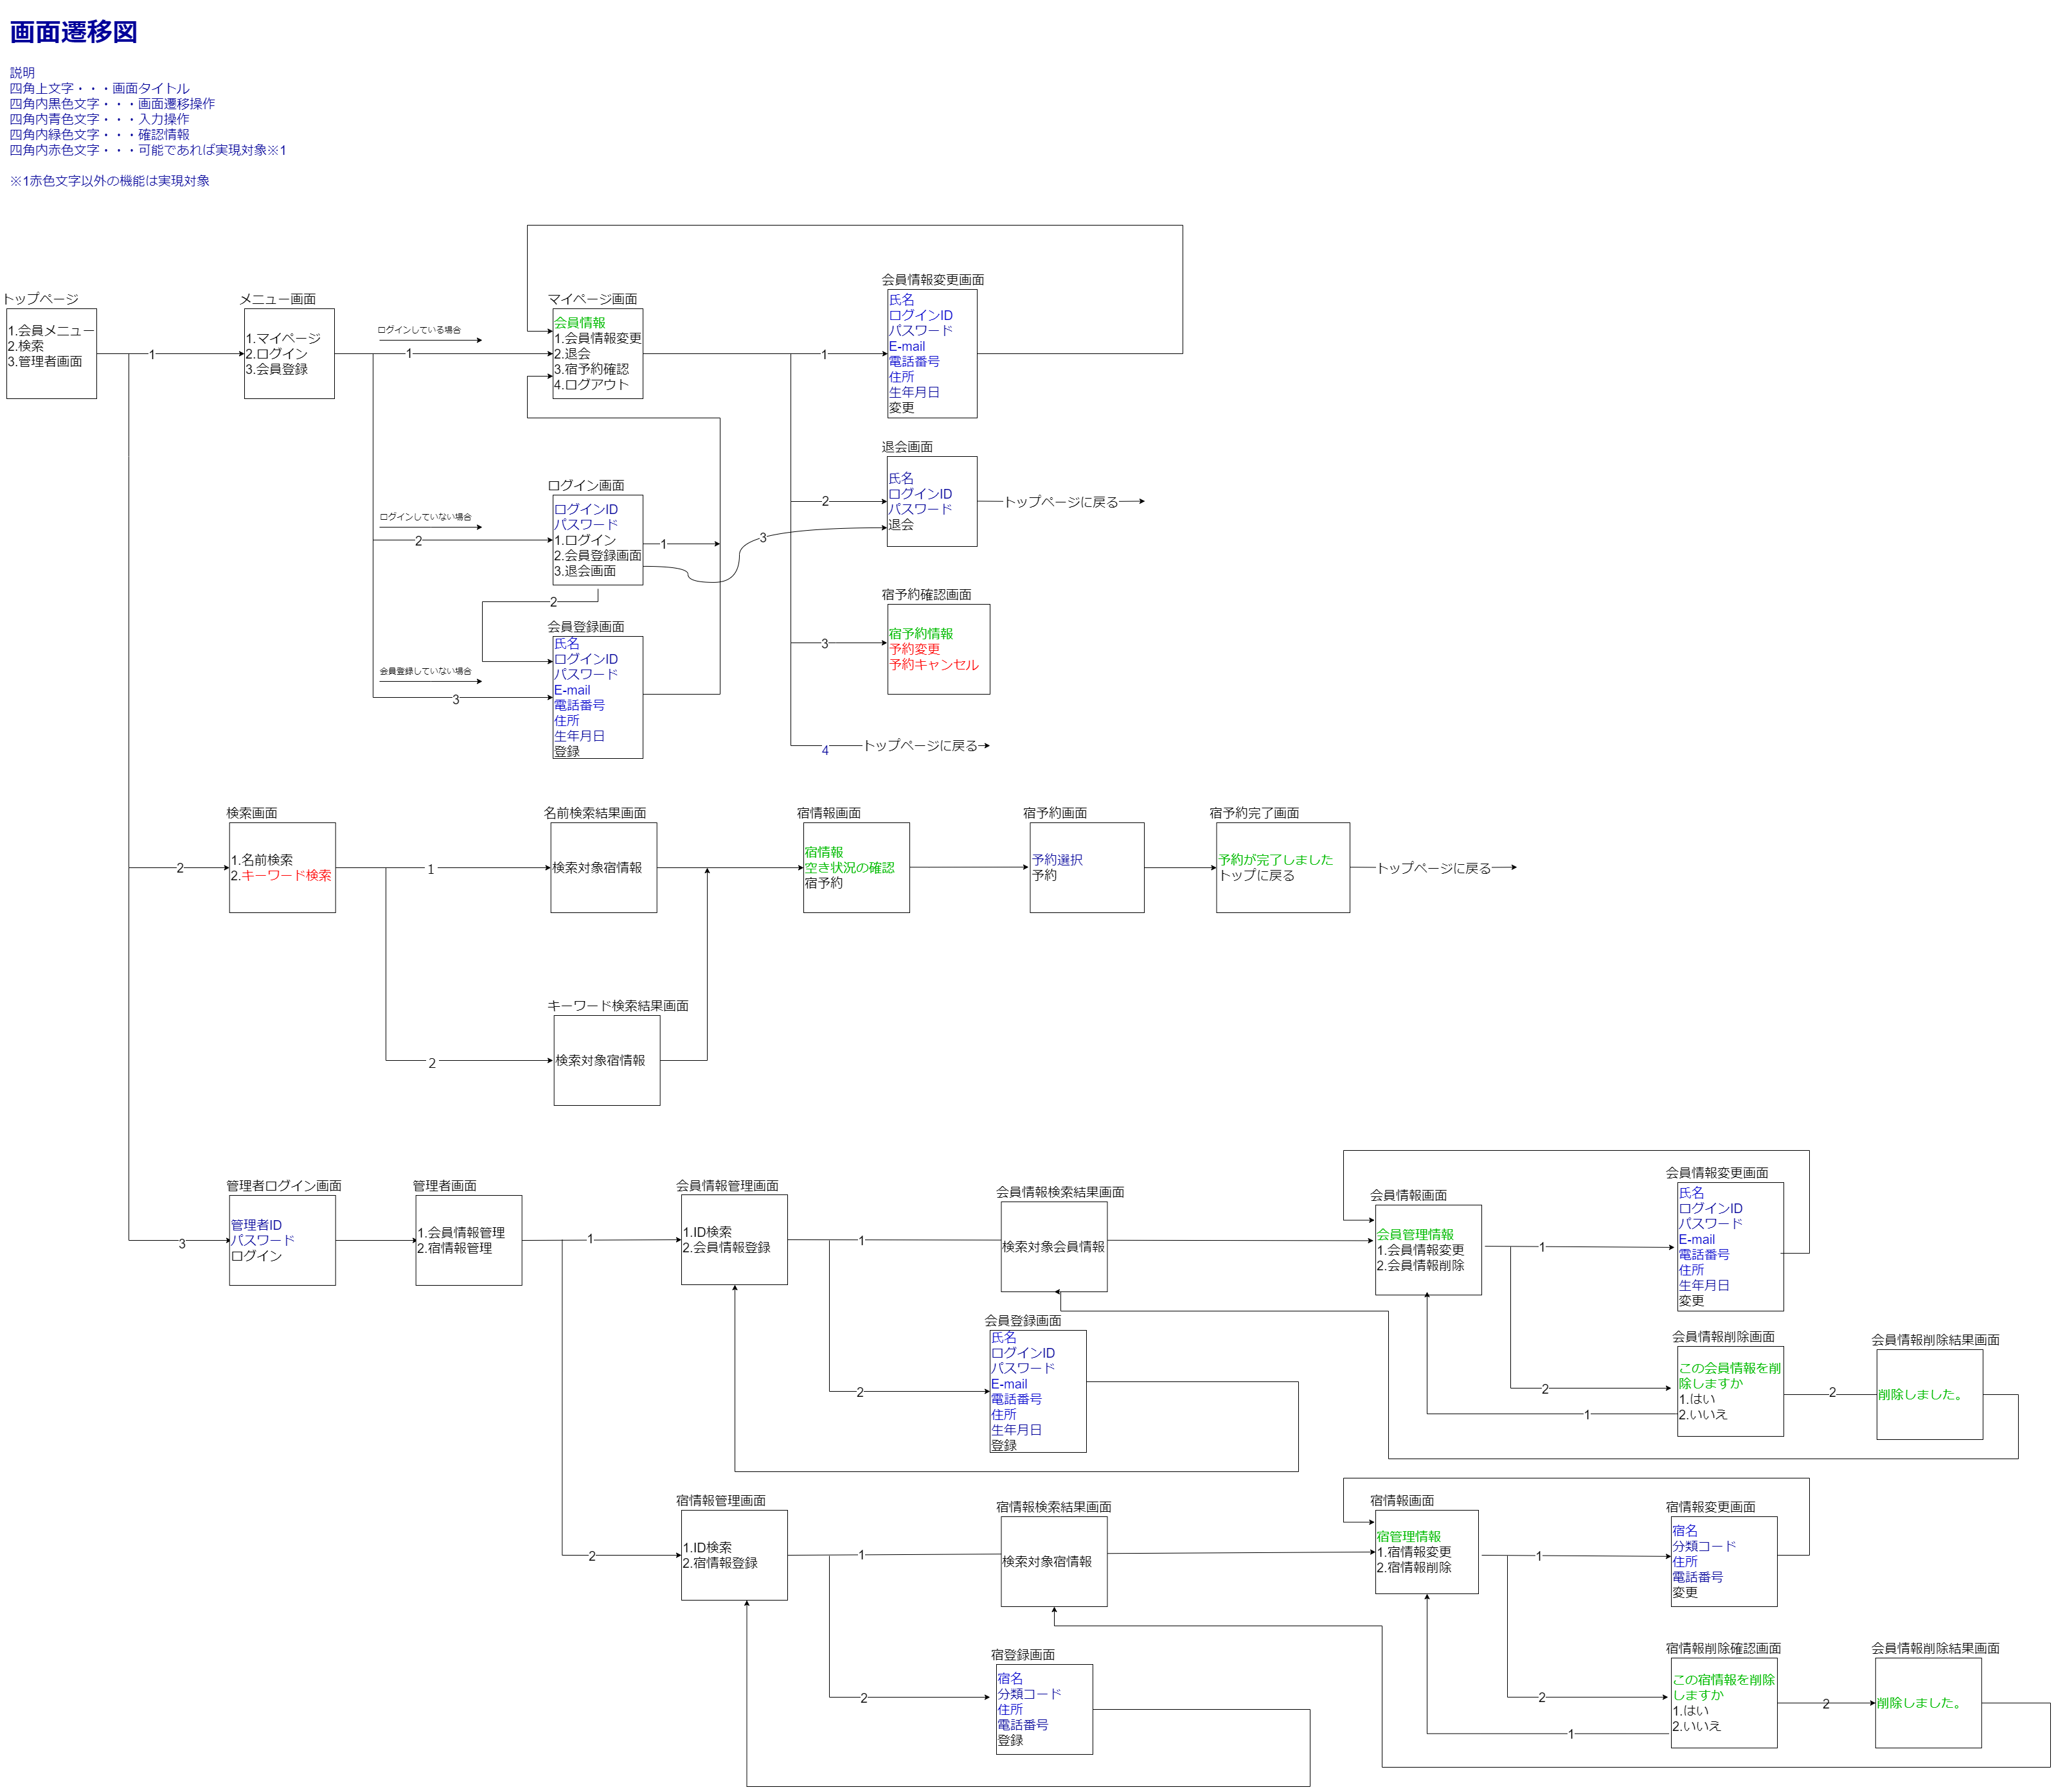 画面遷移図
説明
四角上文字・・・画面タイトル
四角内黒色文字・・・画面遷移操作
四角内青色文字・・・入力操作
四角内緑色文字・・・確認情報
四角内赤色文字・・・可能であれば実現対象※1
※1赤色文字以外の機能は実現対象
トップページ
1.会員メニュー
2.検索
3.管理者画面
1
メニュー画面
1.マイページ
2.ログイン
3.会員登録
ログインしている場合
1
マイページ画面
会員情報
1.会員情報変更
2.退会
3.宿予約確認
4.ログアウト
1
会員情報変更画面
氏名
ログインID
パスワード
E-mail
電話番号
住所
生年月日
変更
退会画面
氏名
ログインID
パスワード
退会
2
トップページに戻る
ログイン画面
ログインID
パスワード
1.ログイン
2.会員登録画面
3.退会画面
ログインしていない場合
2
1
3
2
宿予約確認画面
宿予約情報
予約変更
予約キャンセル
3
会員登録画面
氏名
ログインID
パスワード
E-mail
電話番号
住所
生年月日
登録
会員登録していない場合
3
4
トップページに戻る
2
検索画面
1.名前検索
2.キーワード検索
1
名前検索結果画面
検索対象宿情報
宿情報画面
宿情報
空き状況の確認
宿予約
宿予約画面
予約選択
予約
宿予約完了画面
予約が完了しました
トップに戻る
トップページに戻る
2
キーワード検索結果画面
検索対象宿情報
3
管理者ログイン画面
管理者ID
パスワード
ログイン
管理者画面
1.会員情報管理
2.宿情報管理
1
会員情報管理画面
1.ID検索
2.会員情報登録
1
会員情報検索結果画面
検索対象会員情報
会員情報画面
会員管理情報
1.会員情報変更
2.会員情報削除
1
会員情報変更画面
氏名
ログインID
パスワード
E-mail
電話番号
住所
生年月日
変更
2
会員登録画面
氏名
ログインID
パスワード
E-mail
電話番号
住所
生年月日
登録
2
会員情報削除画面
この会員情報を削
除しますか
1.はい
2.いいえ
1
2
会員情報削除結果画面
削除しました。
2
宿情報管理画面
1.ID検索
2.宿情報登録
1
宿情報検索結果画面
検索対象宿情報
宿情報画面
宿管理情報
1.宿情報変更
2.宿情報削除
1
宿情報変更画面
宿名
分類コード
住所
電話番号
変更
2
宿登録画面
宿名
分類コード
住所
電話番号
登録
2
宿情報削除確認画面
この宿情報を削除
しますか
1.はい
2.いいえ
1
2
会員情報削除結果画面
削除しました。